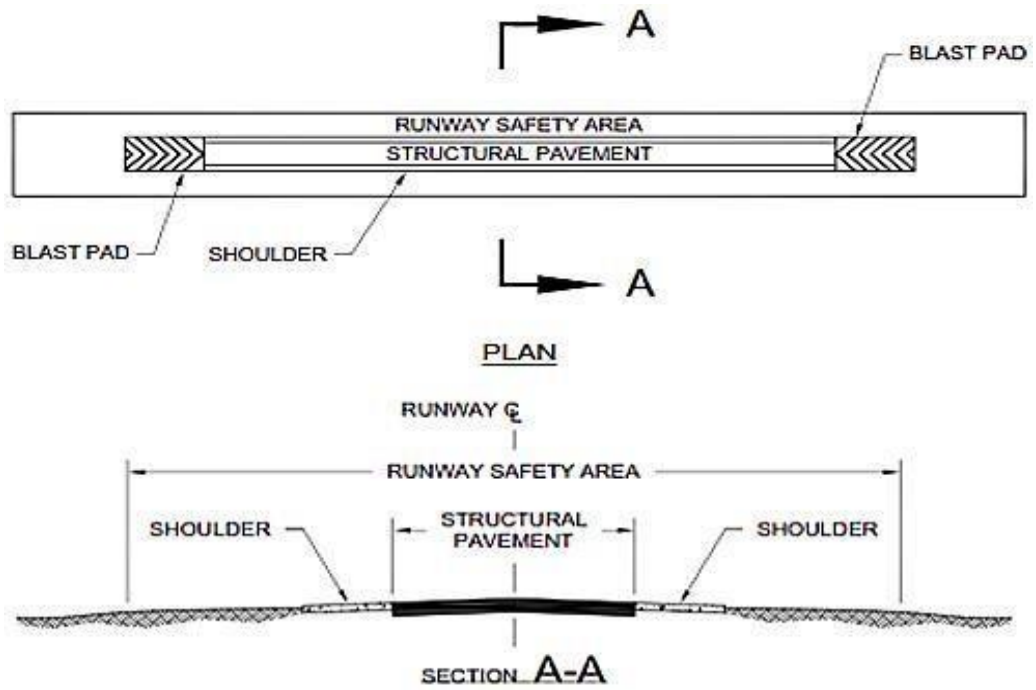 A
BLAST PAD
RUNWAY SAFETY AREA
STRUCTURAL PAVEMENT
BLAST PAD
SHOULDER
A
PLAN
RUNWAY ℄
RUNWAY SAFETY AREA
SHOULDER
STRUCTURAL
PAVEMENT
SHOULDER
SECTION A-A